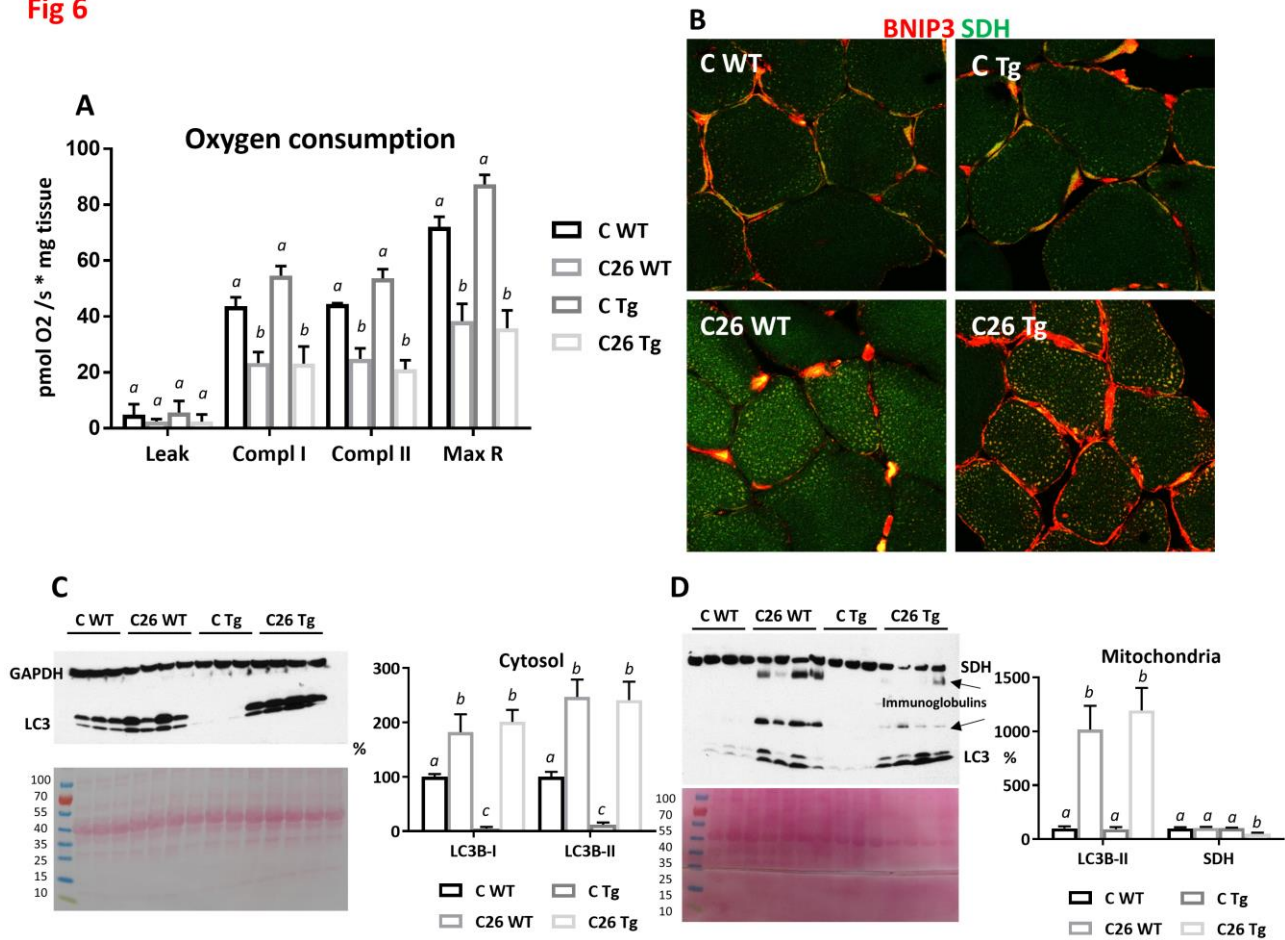 Fig 6
A
Oxygen consumption
pmol O2 /s * mg tissue
100
80
60
40
20
0
a
a
a
a
a
b
a
b
a
b
a
b
a
b
a
b
Leak
Compl I
Compl II
Max R
C WT
C26 WT
C Tg
C26 Tg
B
BNIP3 SDH
C WT
C Tg
C26 WT
C26 Tg
C
C WT C26 WT C Tg C26 Tg
GAPDH
LC3
100
70
55
40
35
25
15
10
Cytosol
%
300
200
100
0
a
b
c
b
a
b
c
b
LC3B-I
LC3B-II
C WT
C Tg
C26 WT
C26 Tg
D
C WT C26 WT C Tg C26 Tg
SDH
Immunoglobulins
LC3
100
70
55
40
35
25
15
10
Mitochondria
%
1500
1000
500
0
a
b
a
b
a
a
a
b
LC3B-II
SDH
C WT
C Tg
C26 WT
C26 Tg